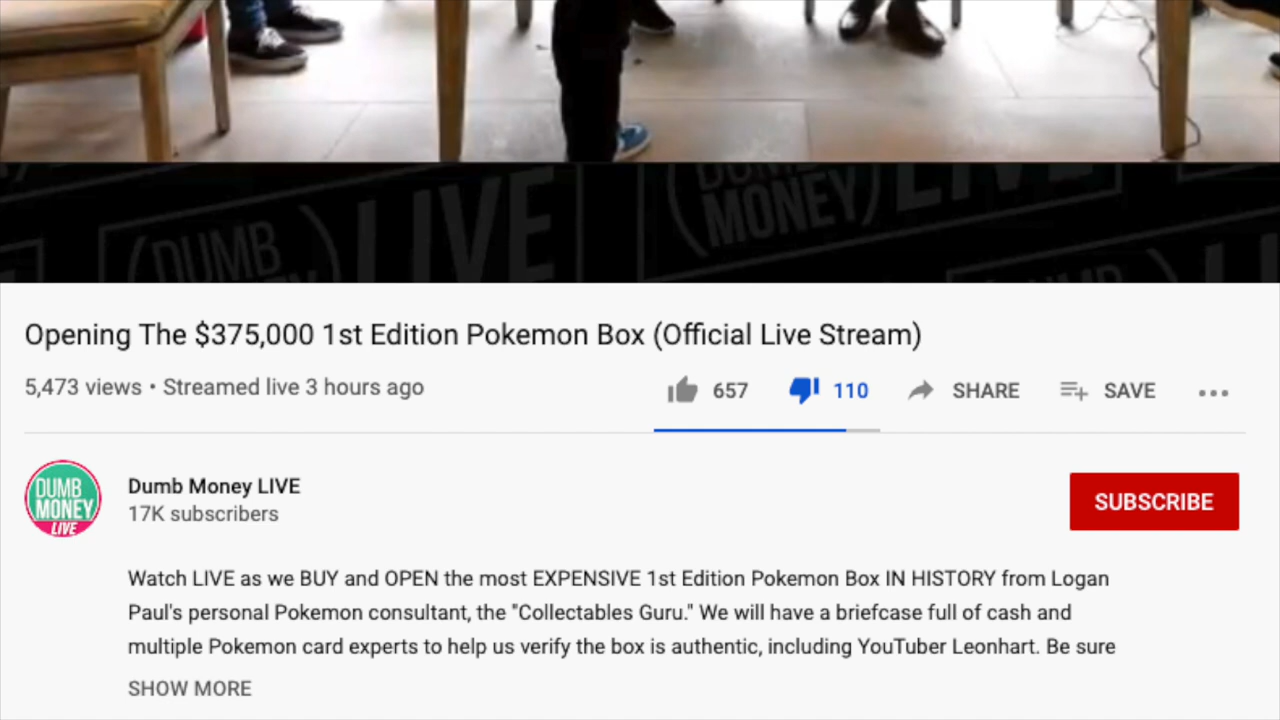 DUMB
MONEY
LIVE
DUMB
MONEY
LIVE
Opening The $375,000 1st Edition Pokemon Box (Official Live Stream)
5,473 views • Streamed live 3 hours ago
657
110
SHARE
SAVE
DUMB
MONEY
LIVE
Dumb Money LIVE
17K subscribers
SUBSCRIBE
Watch LIVE as we BUY and OPEN the most EXPENSIVE 1st Edition Pokemon Box IN HISTORY from Logan
Paul's personal Pokemon consultant, the "Collectables Guru." We will have a briefcase full of cash and
multiple Pokemon card experts to help us verify the box is authentic, including YouTuber Leonhart. Be sure
SHOW MORE